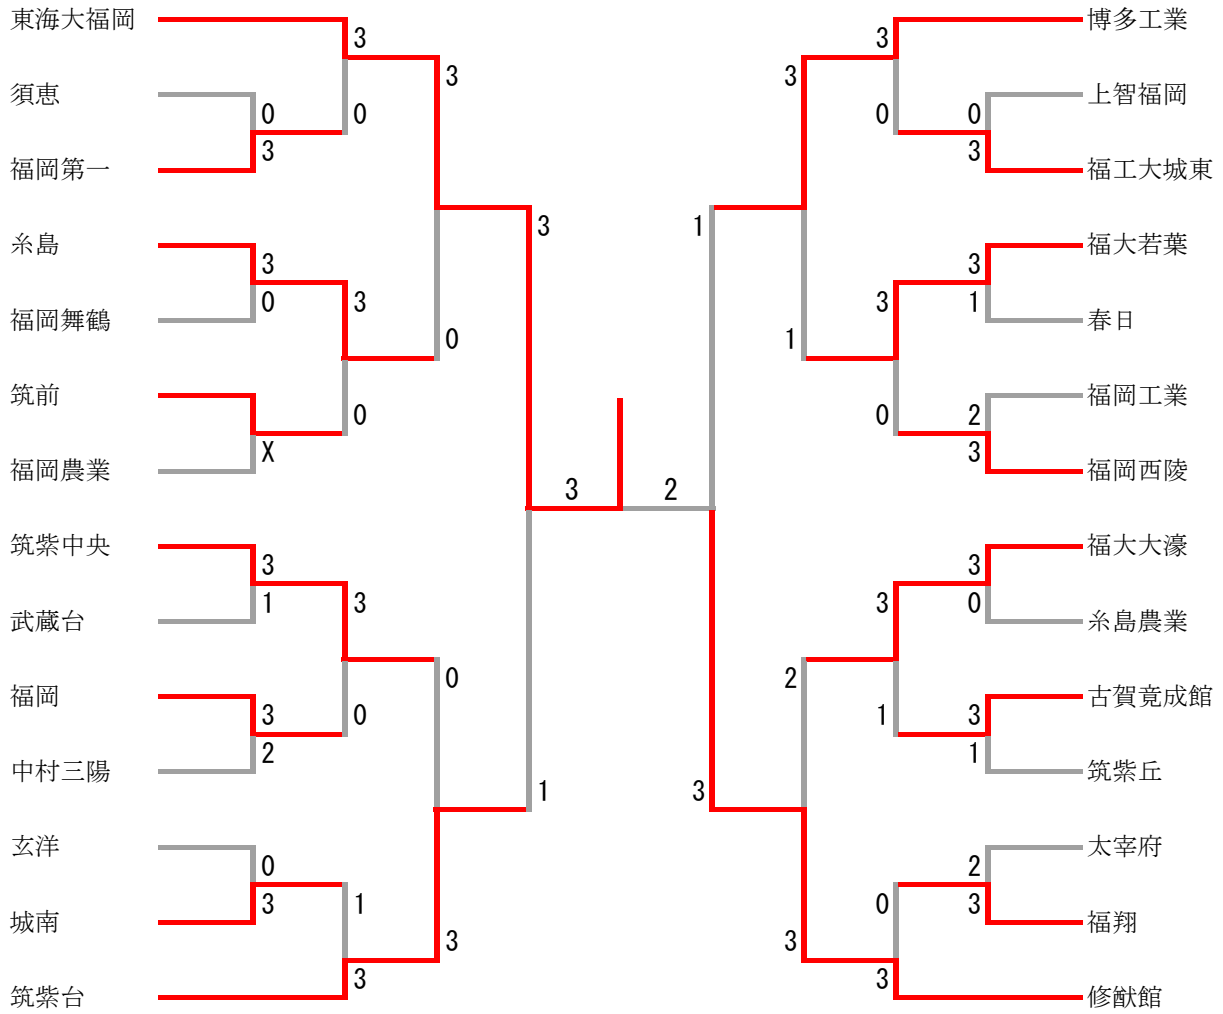 東海大福岡
3
3
須恵
0
0
3
福岡第一
3
糸島
3
0
3
福岡舞鶴
0
筑前
0
X
福岡農業
3
2
筑紫中央
3
1
3
武蔵台
0
福岡
3
0
2
中村三陽
1
玄洋
0
3
1
城南
3
3
筑紫台
博多工業
3
3
上智福岡
0
0
3
福工大城東
1
福大若葉
3
3
1
春日
1
福岡工業
0
2
3
福岡西陵
福大大濠
3
3
0
糸島農業
2
古賀竟成館
1
3
1
筑紫丘
3
太宰府
2
0
3
福翔
3
3
修猷館